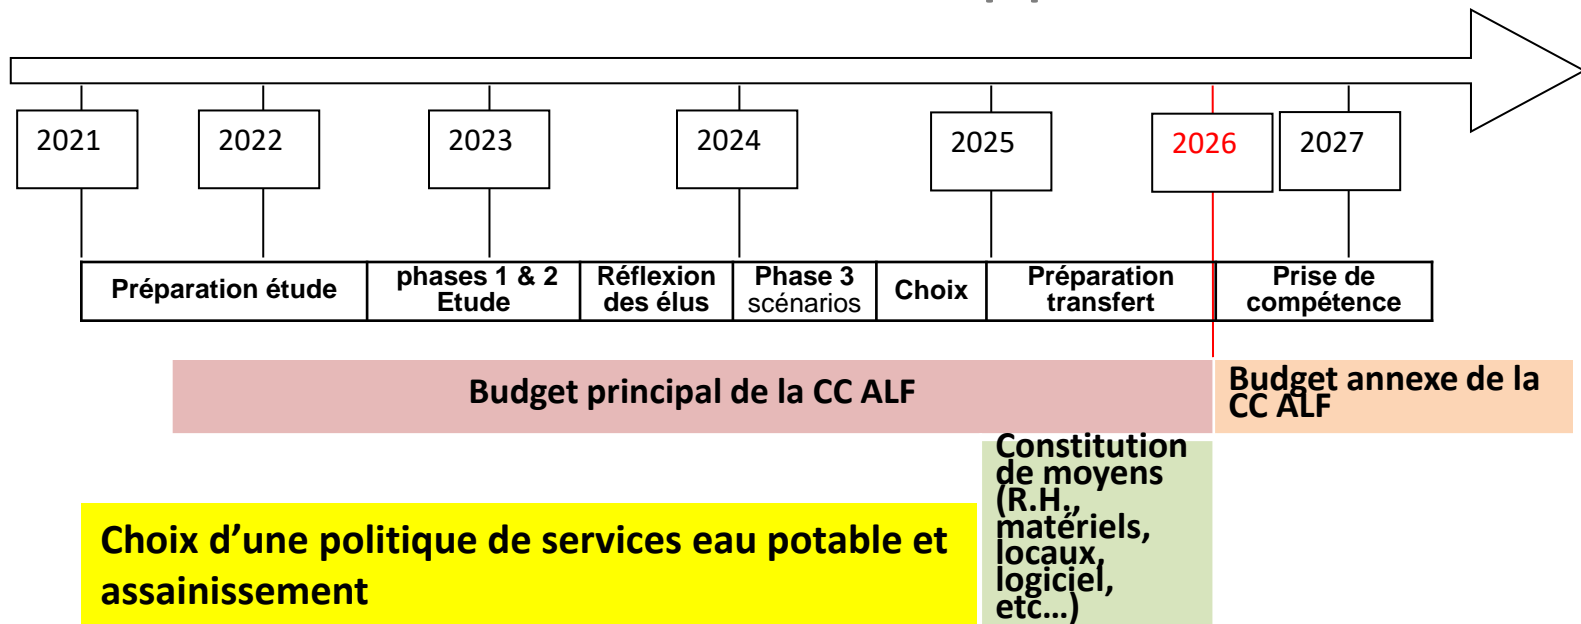 2021
2022
2023
2024
2025
2026
2027
Préparation étude
phases 1 & 2
Etude
Réflexion
des élus
Phase 3
scénarios
Choix
Préparation
transfert
Prise de
compétence
Budget principal de la CC ALF
Budget annexe de la
CC ALF
Constitution
de moyens
(R.H.,
matériels,
locaux,
logiciel,
etc...)
Choix d’une politique de services eau potable et
assainissement